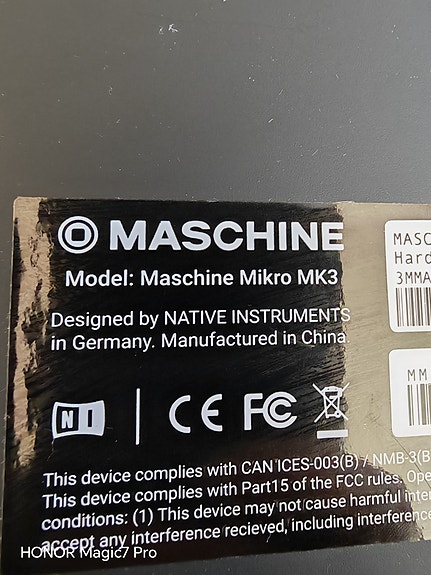 MASCHINE
Model: Maschine Mikro MK3
Designed by NATIVE INSTRUMENTS
in Germany. Manufactured in China.
NI CE FC
This device complies with CAN ICES-003(B) / NMB-3(B
This device complies with Part15 of the FCC rules. Ope
conditions: (1) This device may not cause harmful inter
accept any interference recieved, including interference
MASC
Hard
3MMA
MM
HONOR Magic7 Pro